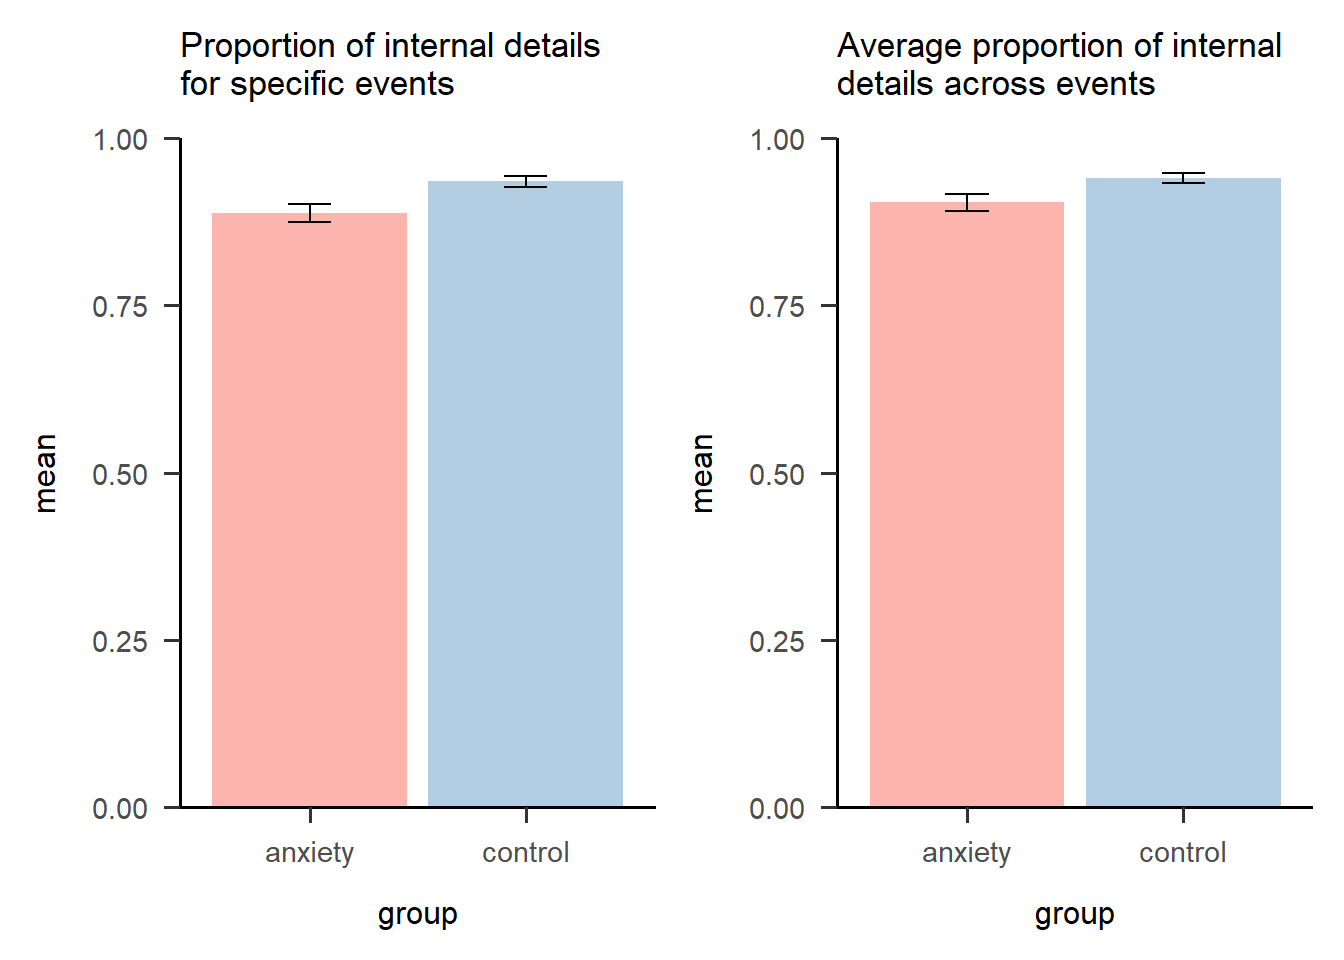 Proportion of internal details
for specific events
1.00
0.75
0.50
0.25
0.00
mean
anxiety
control
group
Average proportion of internal
details across events
1.00
0.75
0.50
0.25
0.00
mean
anxiety
control
group